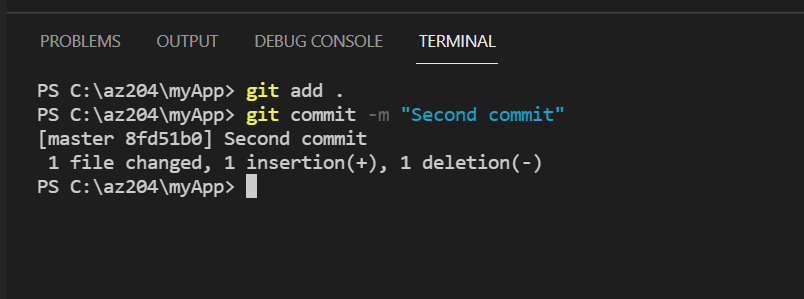 PROBLEMS OUTPUT DEBUG CONSOLE TERMINAL
PS C:\az204\myApp> git add .
PS C:\az204\myApp> git commit -m "Second commit"
[master 8fd51b0] Second commit
 1 file changed, 1 insertion(+), 1 deletion(-)
PS C:\az204\myApp>